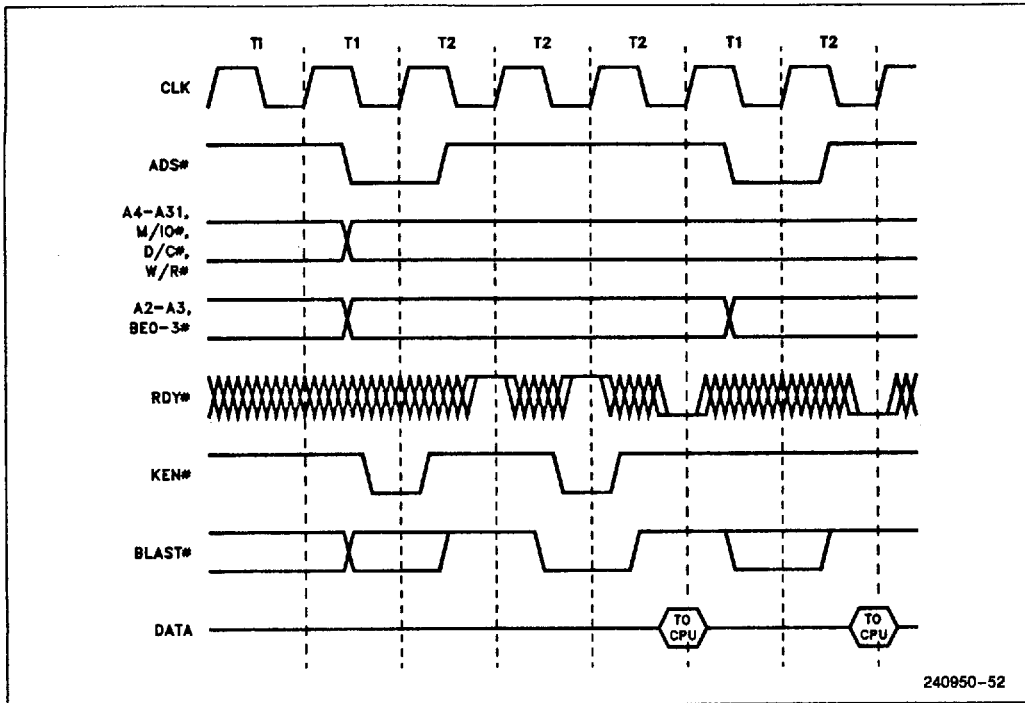 TI T1 T2 T2 T2 T1 T2
CLK
ADS#
A4-A31,
M/IO#,
D/C#,
W/R#
A2-A3,
BE0-3#
RDY#
KEN#
BLAST#
DATA
TO
CPU
TO
CPU
240950-52